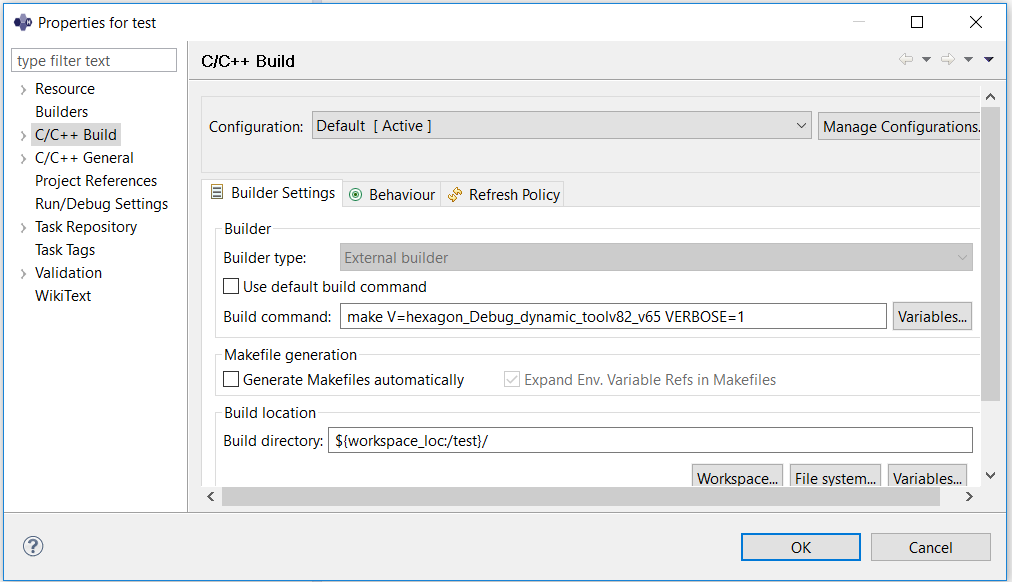 Properties for test
type filter text
C/C++ Build
Resource
Builders
C/C++ Build
C/C++ General
Project References
Run/Debug Settings
Task Repository
Task Tags
Validation
WikiText
Configuration: Default [ Active ] Manage Configurations.
Builder Settings Behaviour Refresh Policy
Builder
Builder type: External builder
Use default build command
Build command: make V=hexagon_Debug_dynamic_toolv82_v65 VERBOSE=1 Variables...
Makefile generation
Generate Makefiles automatically Expand Env. Variable Refs in Makefiles
Build location
Build directory: ${workspace_loc:/test}/
Workspace... File system... Variables...
? OK Cancel